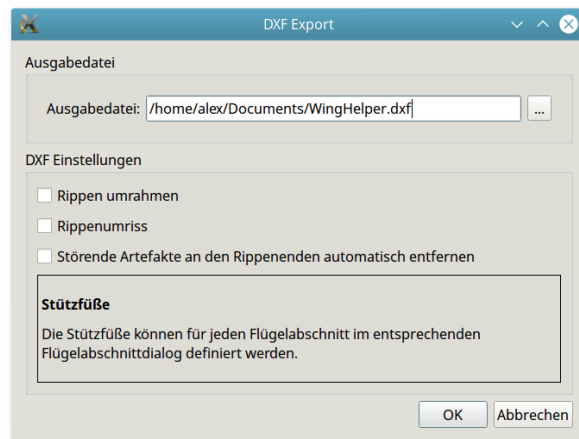 DXF Export
Ausgabedatei
Ausgabedatei: /home/alex/Documents/WingHelper.dxf ...
DXF Einstellungen
Rippen umrahmen
Rippenumriss
Störende Artefakte an den Rippenenden automatisch entfernen
Stützfüße
Die Stützfüße können für jeden Flügelabschnitt im entsprechenden
Flügelabschnittdialog definiert werden.
OK Abbrechen